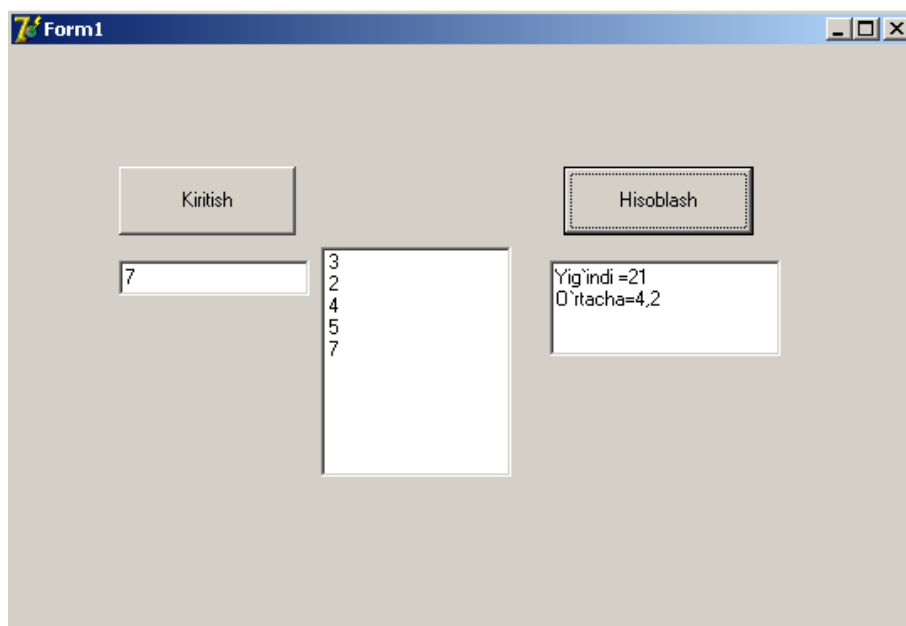 Form1
Kiritish
Hisoblash
7
3
2
4
5
7
Yig`indi =21
O`rtacha=4,2